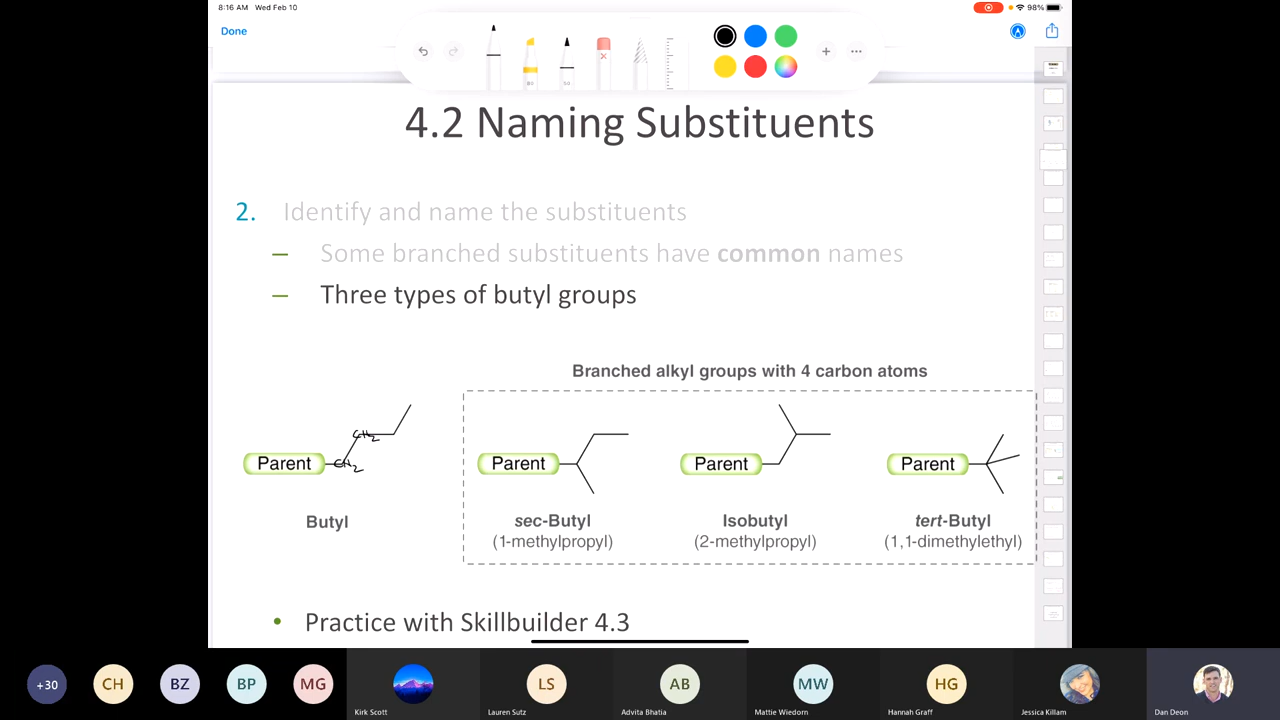 8:16 AM Wed Feb 10
98%
Done
4.2 Naming Substituents
2. Identify and name the substituents
– Some branched substituents have common names
– Three types of butyl groups
Branched alkyl groups with 4 carbon atoms
CH2
Parent CH2 Parent Parent Parent
Butyl sec-Butyl Isobutyl tert-Butyl
(1-methylpropyl) (2-methylpropyl) (1,1-dimethylethyl)
• Practice with Skillbuilder 4.3
+30 CH BZ BP MG LS AB MW HG
Kirk Scott Lauren Sutz Advita Bhatia Mattie Wiedorn Hannah Graff Jessica Killam Dan Deon